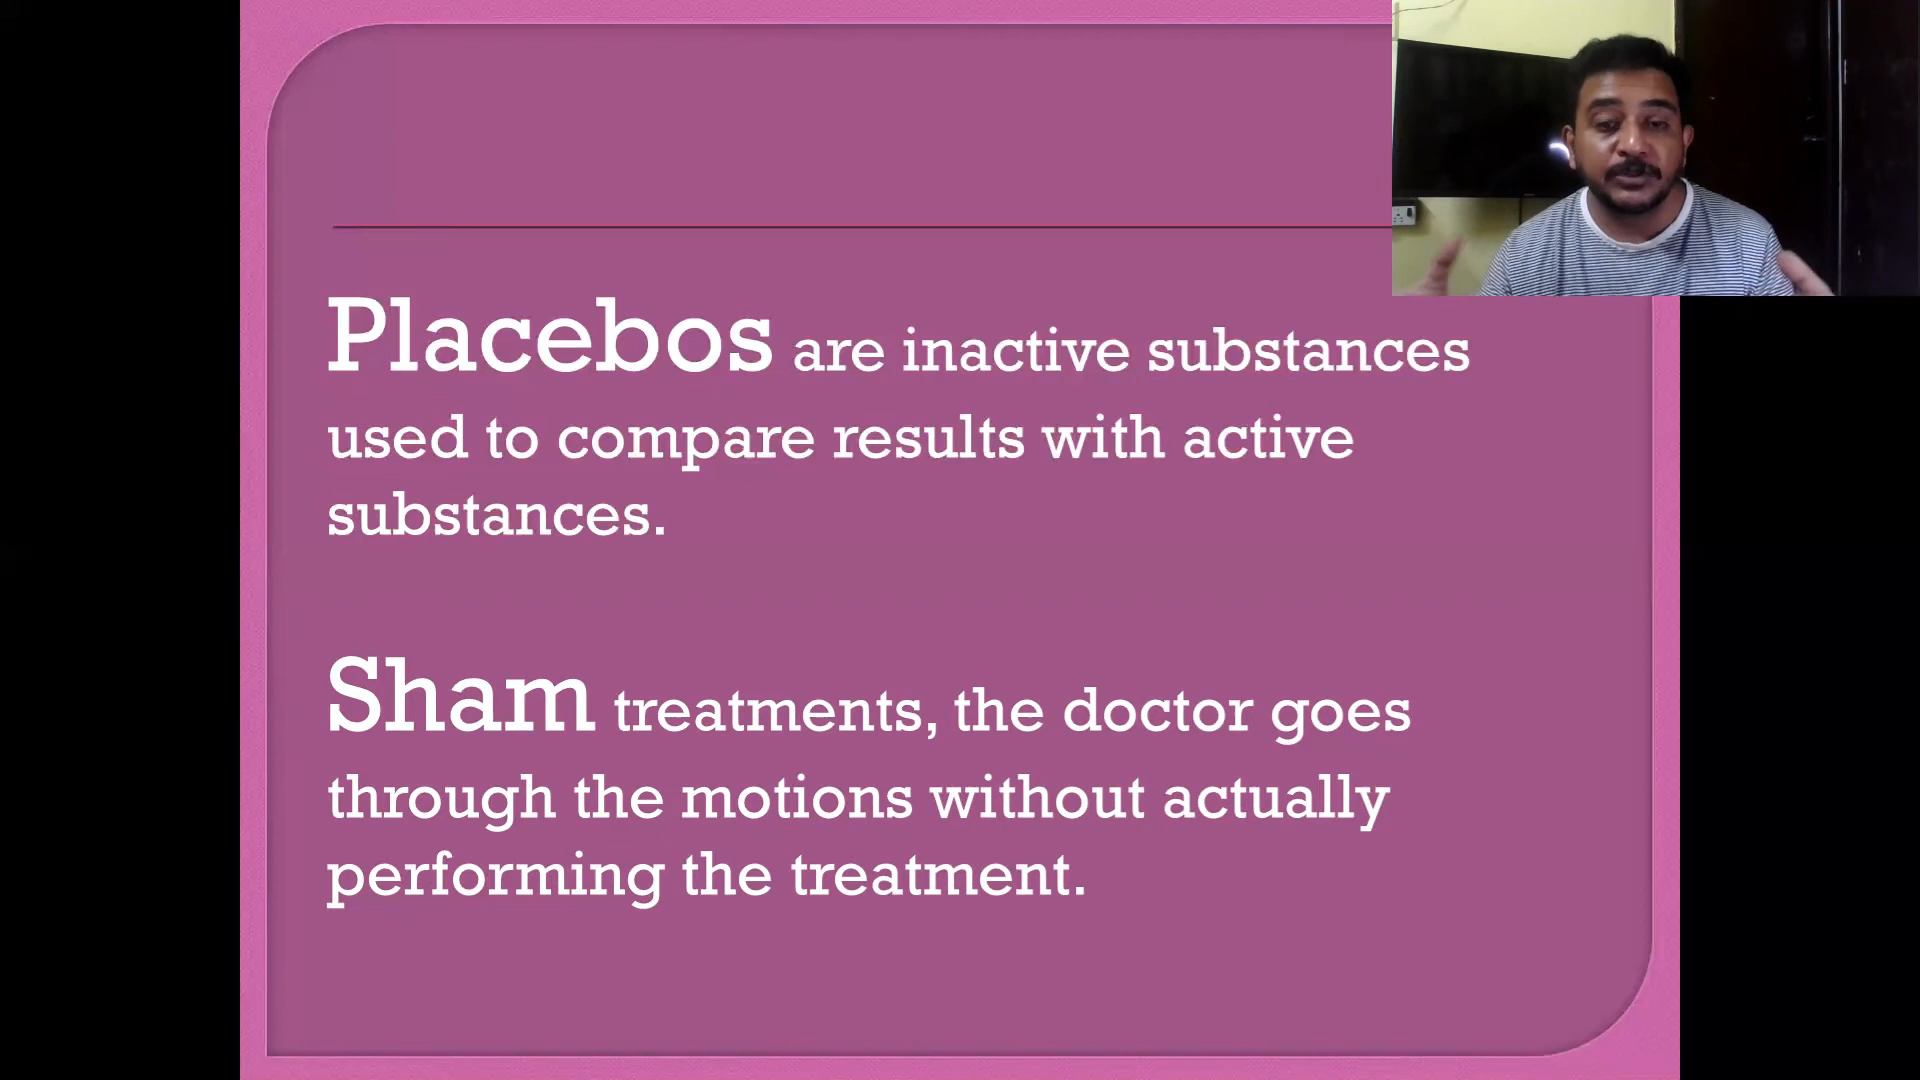 Placebos are inactive substances
used to compare results with active
substances.
Sham treatments, the doctor goes
through the motions without actually
performing the treatment.